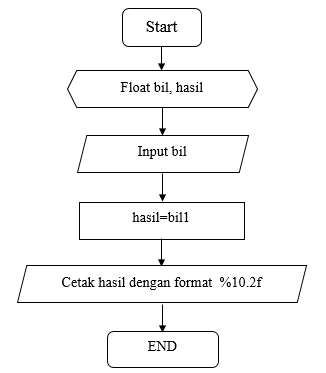 Start
Float bil, hasil
Input bil
hasil=bil1
Cetak hasil dengan format %10.2f
END